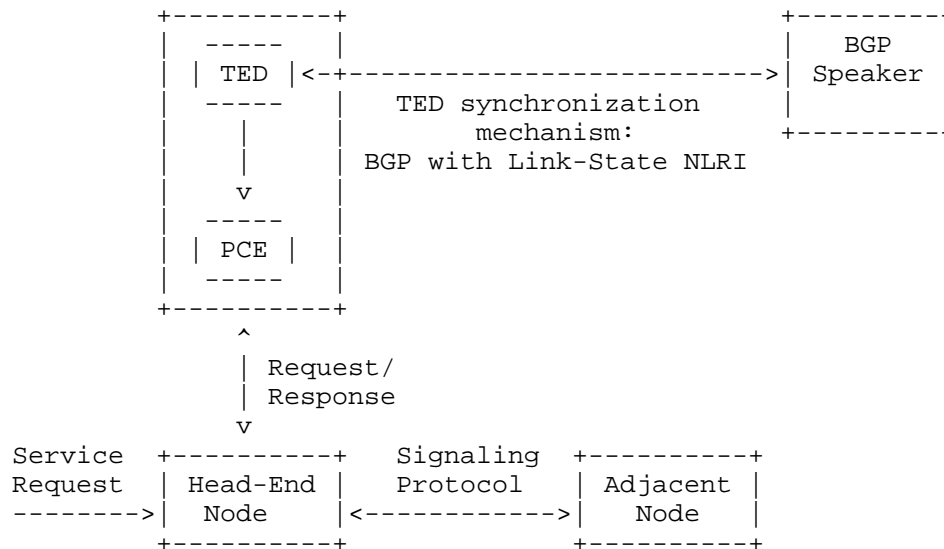 BGP
TED Speaker
TED synchronization
mechanism:
BGP with Link-State NLRI
PCE
Request/
Response
Service Signaling
Request Head-End Protocol Adjacent
Node Node